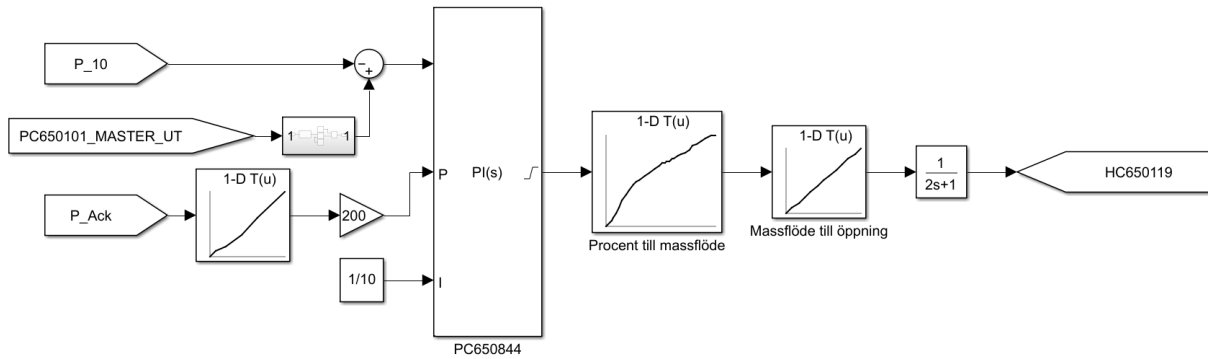 P_10
−
+
PC650101_MASTER_UT
1
1
P_Ack
1-D T(u)
200
1/10
P
I
PI(s)
PC650844
1-D T(u)
Procent till massflöde
1-D T(u)
Massflöde till öppning
1
2s+1
HC650119